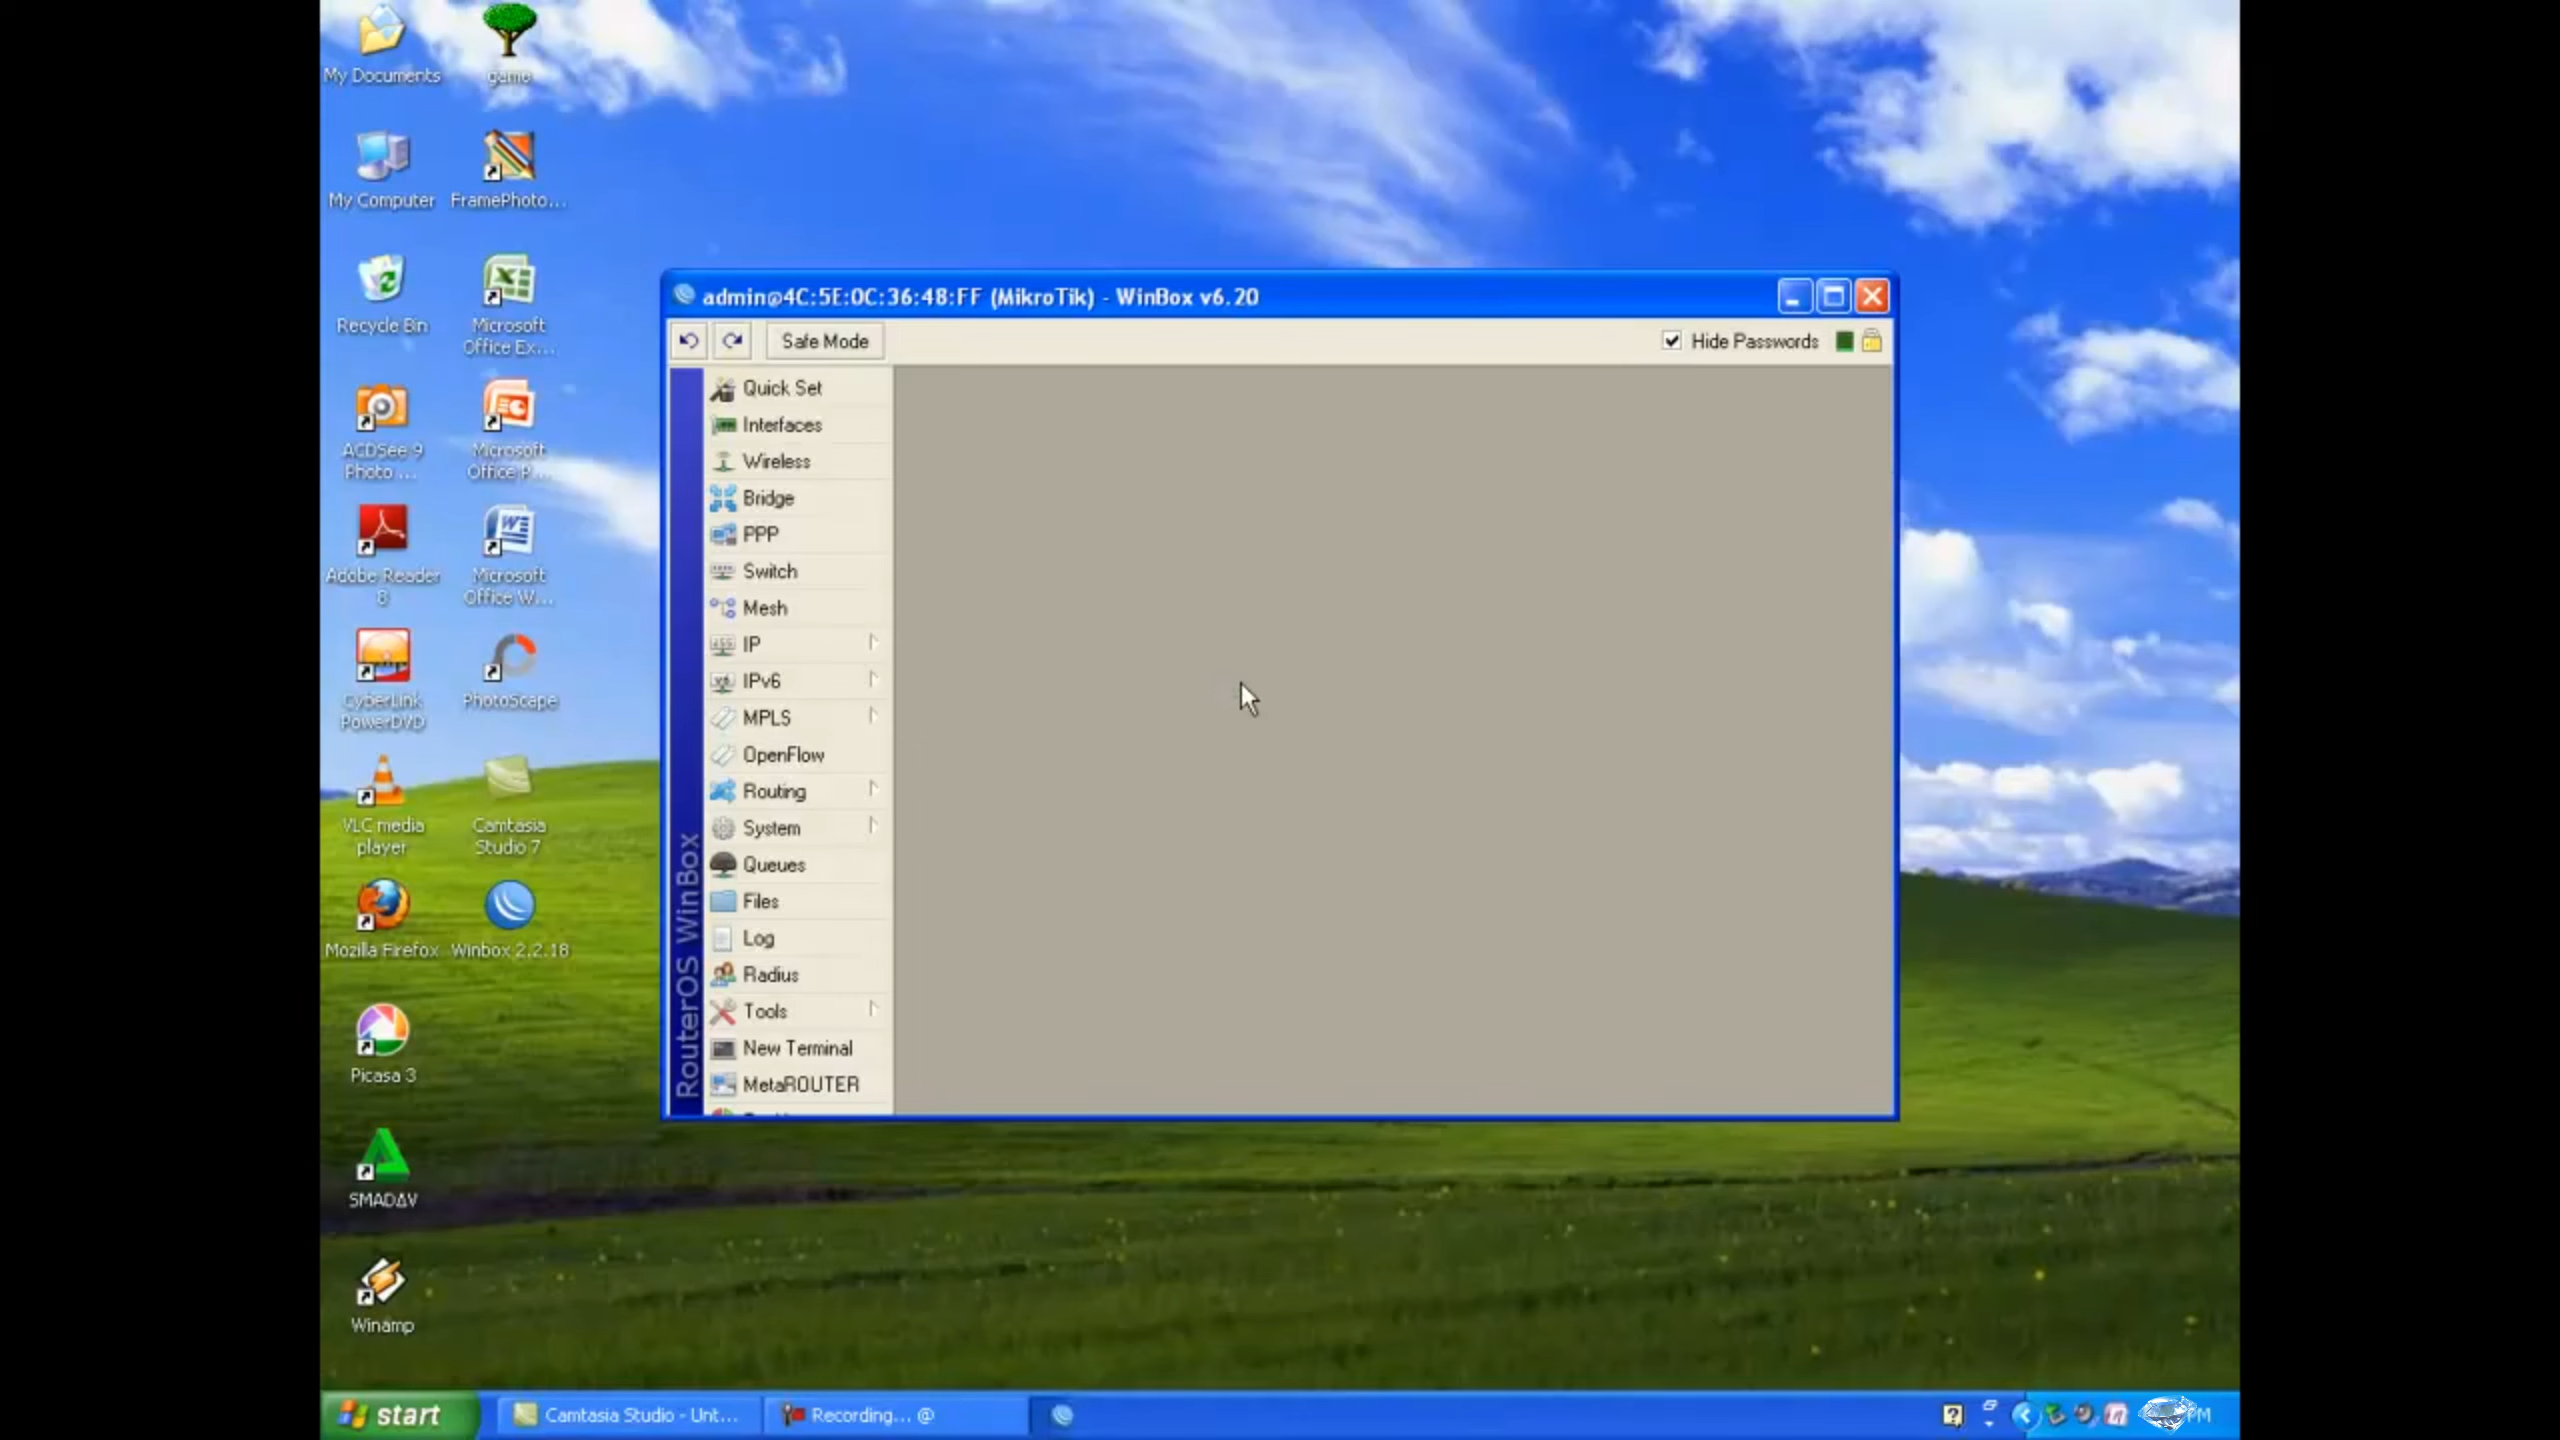 My Documents
game
My Computer
FramePhoto...
Recycle Bin
Microsoft
Office Ex...
ACDSee 9
Photo ...
Microsoft
Office P...
Adobe Reader
8
Microsoft
Office W...
CyberLink
PowerDVD
PhotoScape
VLC media
player
Camtasia
Studio 7
Mozilla Firefox
Winbox 2.2.18
Picasa 3
SMADΔV
Winamp
admin@4C:5E:0C:36:48:FF (MikroTik) - WinBox v6.20
Safe Mode
Hide Passwords
Quick Set
Interfaces
Wireless
Bridge
PPP
Switch
Mesh
IP
IPv6
MPLS
OpenFlow
Routing
System
Queues
Files
Log
Radius
Tools
New Terminal
MetaROUTER
RouterOS WinBox
start
Camtasia Studio - Unt...
Recording... @
PM